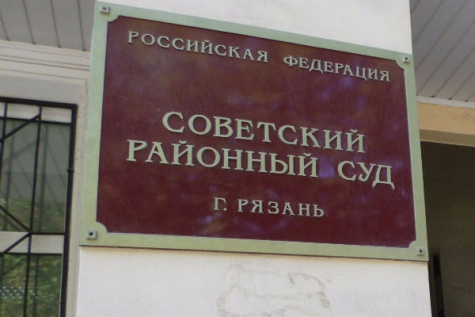 РОССИЙСКАЯ ФЕДЕРАЦИЯ
СОВЕТСКИЙ
РАЙОННЫЙ СУД
Г. РЯЗАНЬ